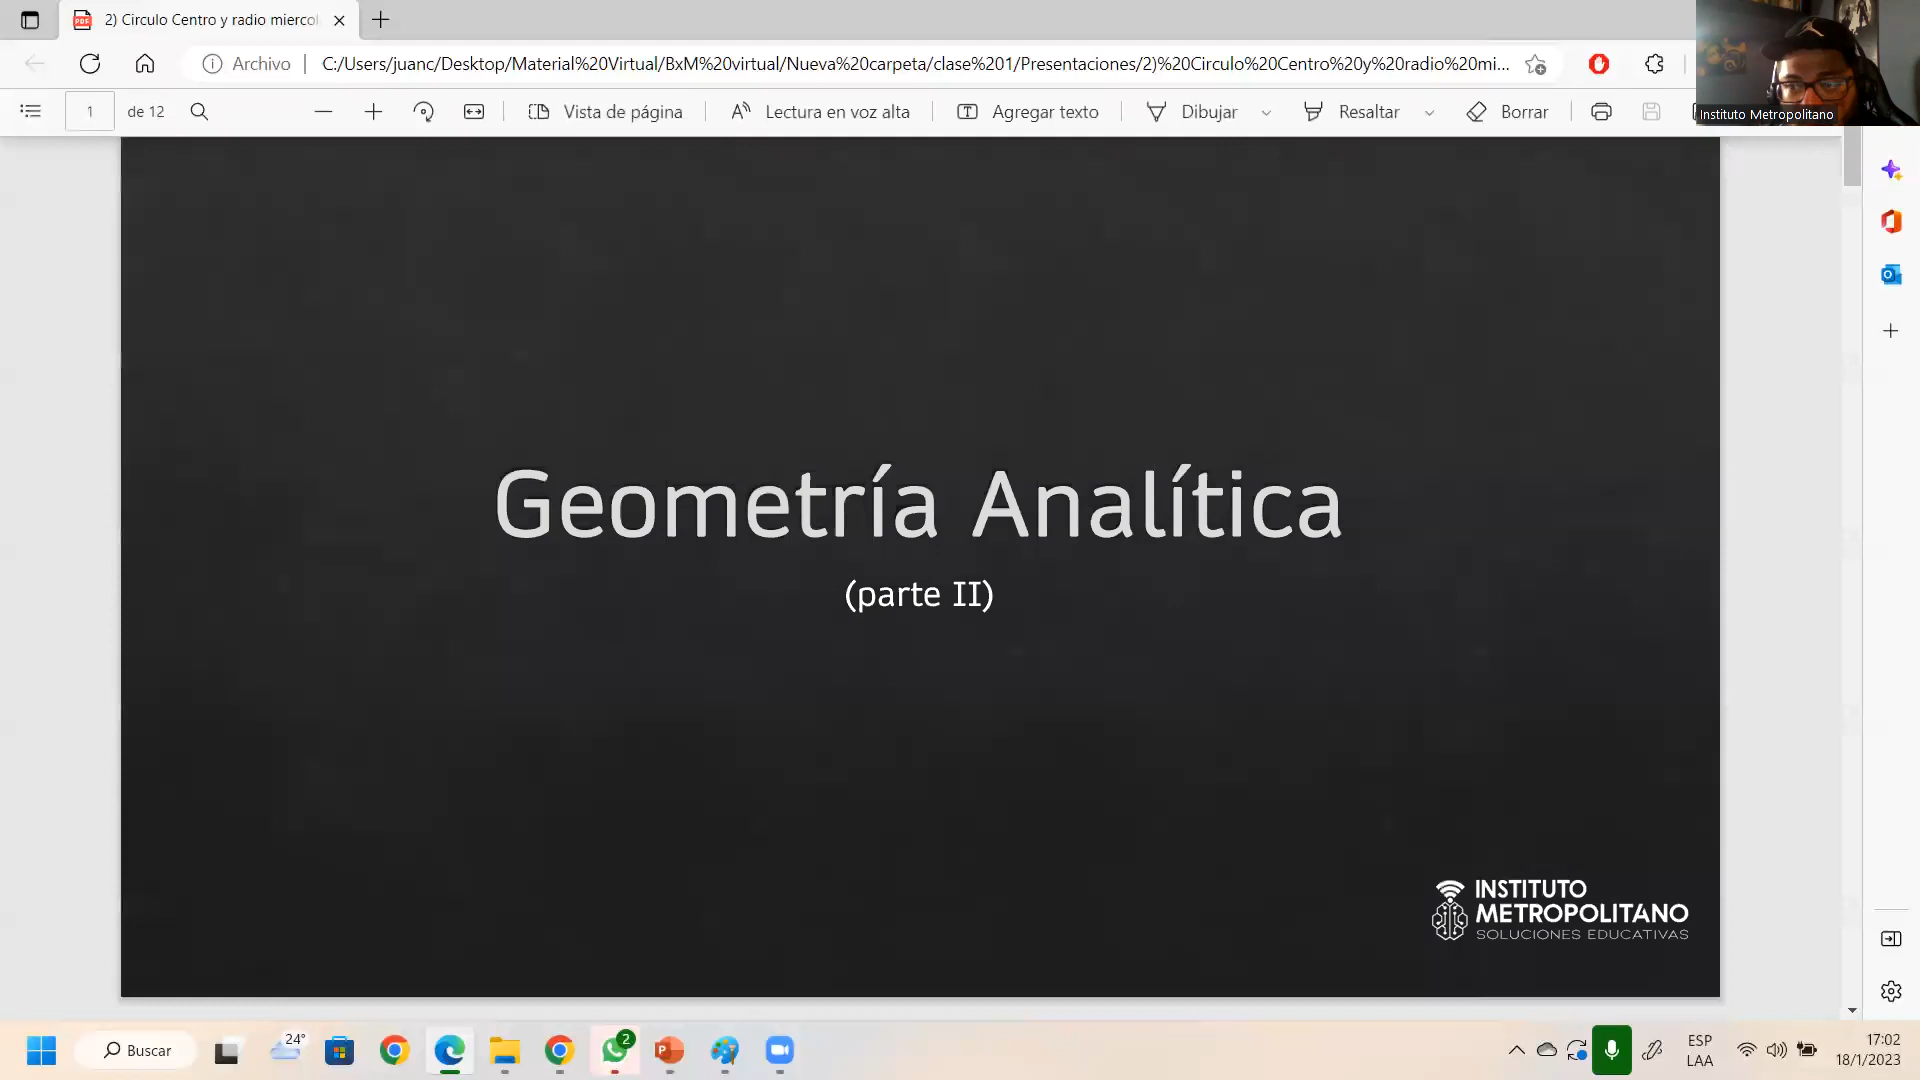 2) Circulo Centro y radio miercol
Archivo
C:/Users/juanc/Desktop/Material%20Virtual/BxM%20virtual/Nueva%20carpeta/clase%201/Presentaciones/2)%20Circulo%20Centro%20y%20radio%20mi...
Instituto Metropolitano
1 de 12
Vista de página
Lectura en voz alta
Agregar texto
Dibujar
Resaltar
Borrar
Geometría Analítica
(parte II)
INSTITUTO
METROPOLITANO
SOLUCIONES EDUCATIVAS
Buscar
24°
2
ESP
LAA
17:02
18/1/2023